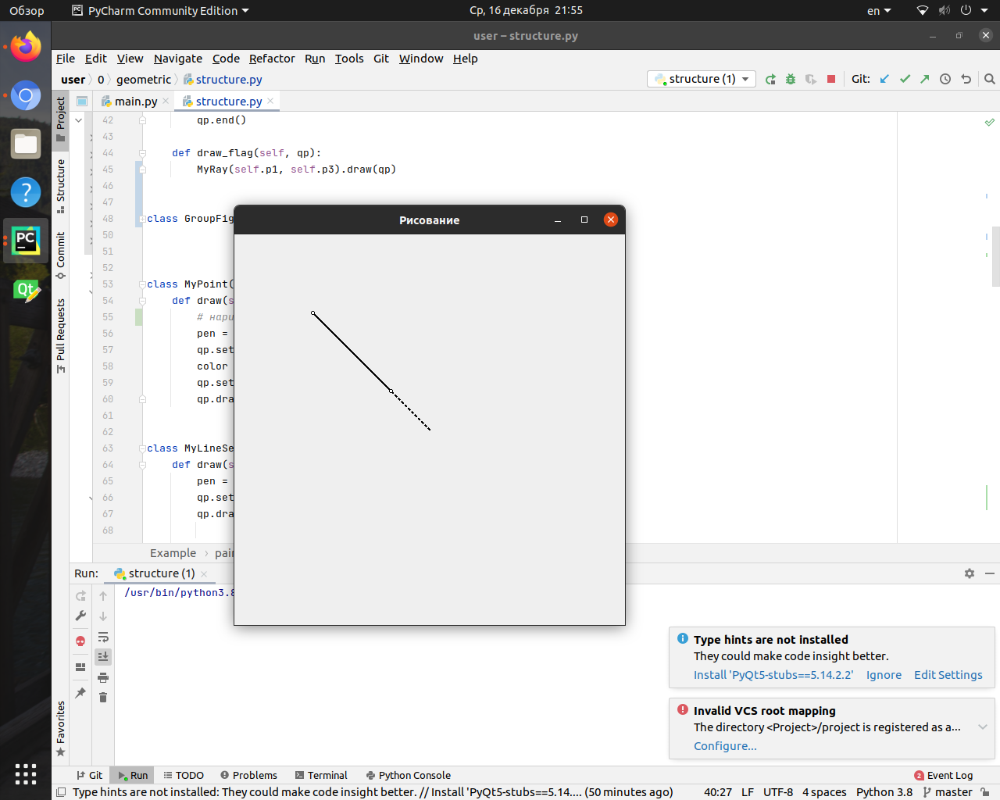 Обзор PyCharm Community Edition Ср, 16 декабря 21:55 en
user – structure.py
File Edit View Navigate Code Refactor Run Tools Git Window Help
user 0 geometric structure.py structure (1) Git:
main.py structure.py
Project
Structure
Commit
Pull Requests
Favorites
42 qp.end()
43
44 def draw_flag(self, qp):
45 MyRay(self.p1, self.p3).draw(qp)
46
47
48 class GroupFig
50
51
52
53 class MyPoint(
54 def draw(s
55 # нари
56 pen =
57 qp.set
58 color
59 qp.set
60 qp.dra
61
62
63 class MyLineSe
64 def draw(s
65 pen =
66 qp.set
67 qp.dra
68
Рисование
Example › pain
Run: structure (1)
/usr/bin/python3.8
Type hints are not installed
They could make code insight better.
Install 'PyQt5-stubs==5.14.2.2' Ignore Edit Settings
Invalid VCS root mapping
The directory <Project>/project is registered as a...
Configure...
Git Run TODO Problems Terminal Python Console 2 Event Log
Type hints are not installed: They could make code insight better. // Install 'PyQt5-stubs==5.14.... (50 minutes ago) 40:27 LF UTF-8 4 spaces Python 3.8 master